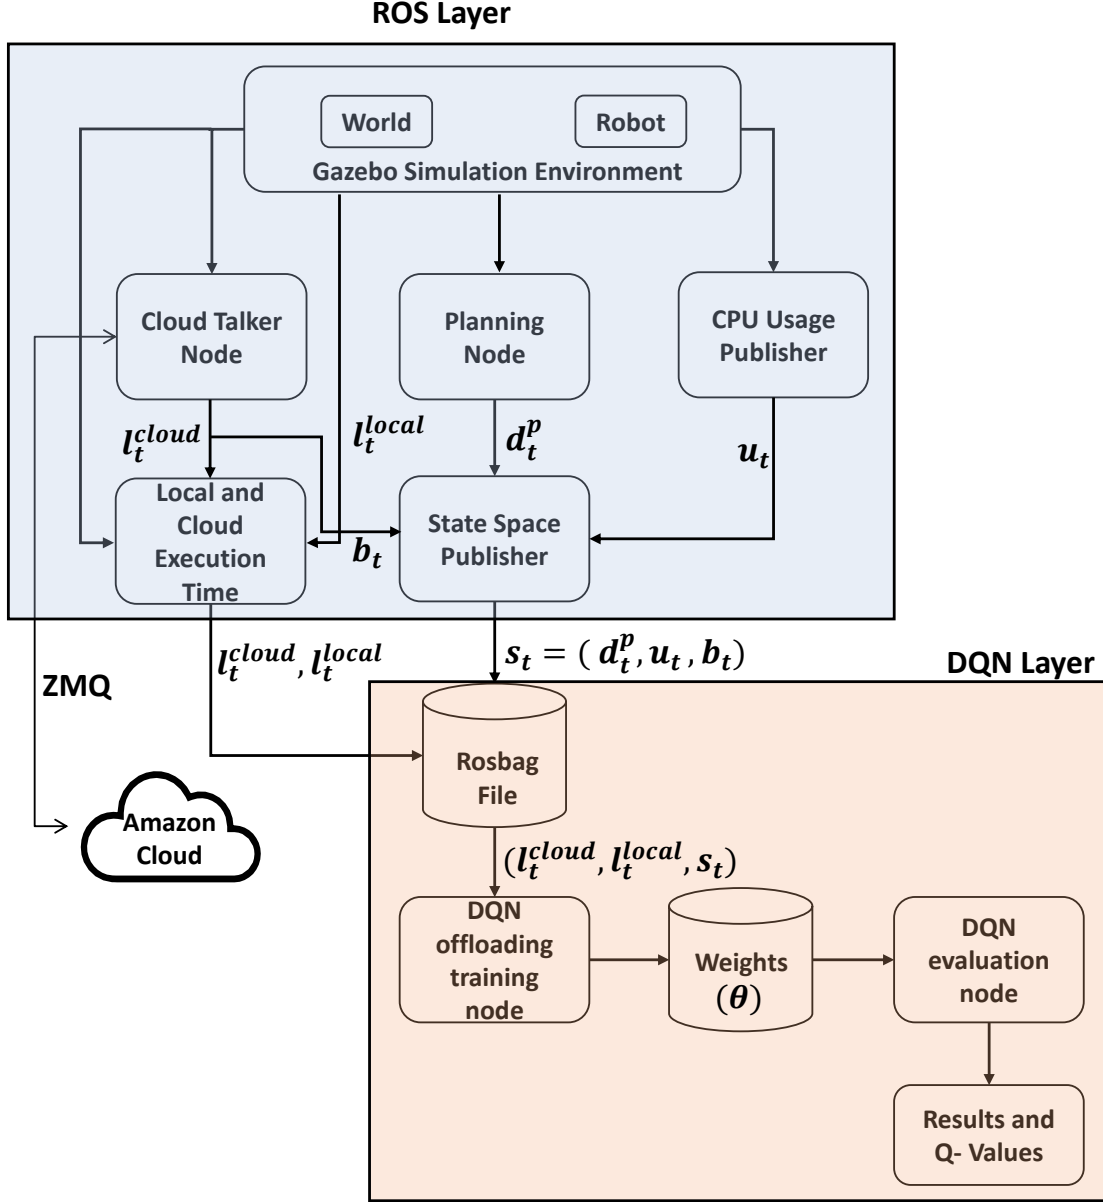 ROS Layer
World
Robot
Gazebo Simulation Environment
Cloud Talker
Node
Planning
Node
CPU Usage
Publisher
l_t^{cloud}
l_t^{local}
d_t^p
u_t
Local and
Cloud
Execution
Time
b_t
State Space
Publisher
l_t^{cloud}, l_t^{local}
s_t = ( d_t^p, u_t, b_t)
ZMQ
DQN Layer
Rosbag
File
Amazon
Cloud
(l_t^{cloud}, l_t^{local}, s_t)
DQN
offloading
training
node
Weights
(θ)
DQN
evaluation
node
Results and
Q- Values